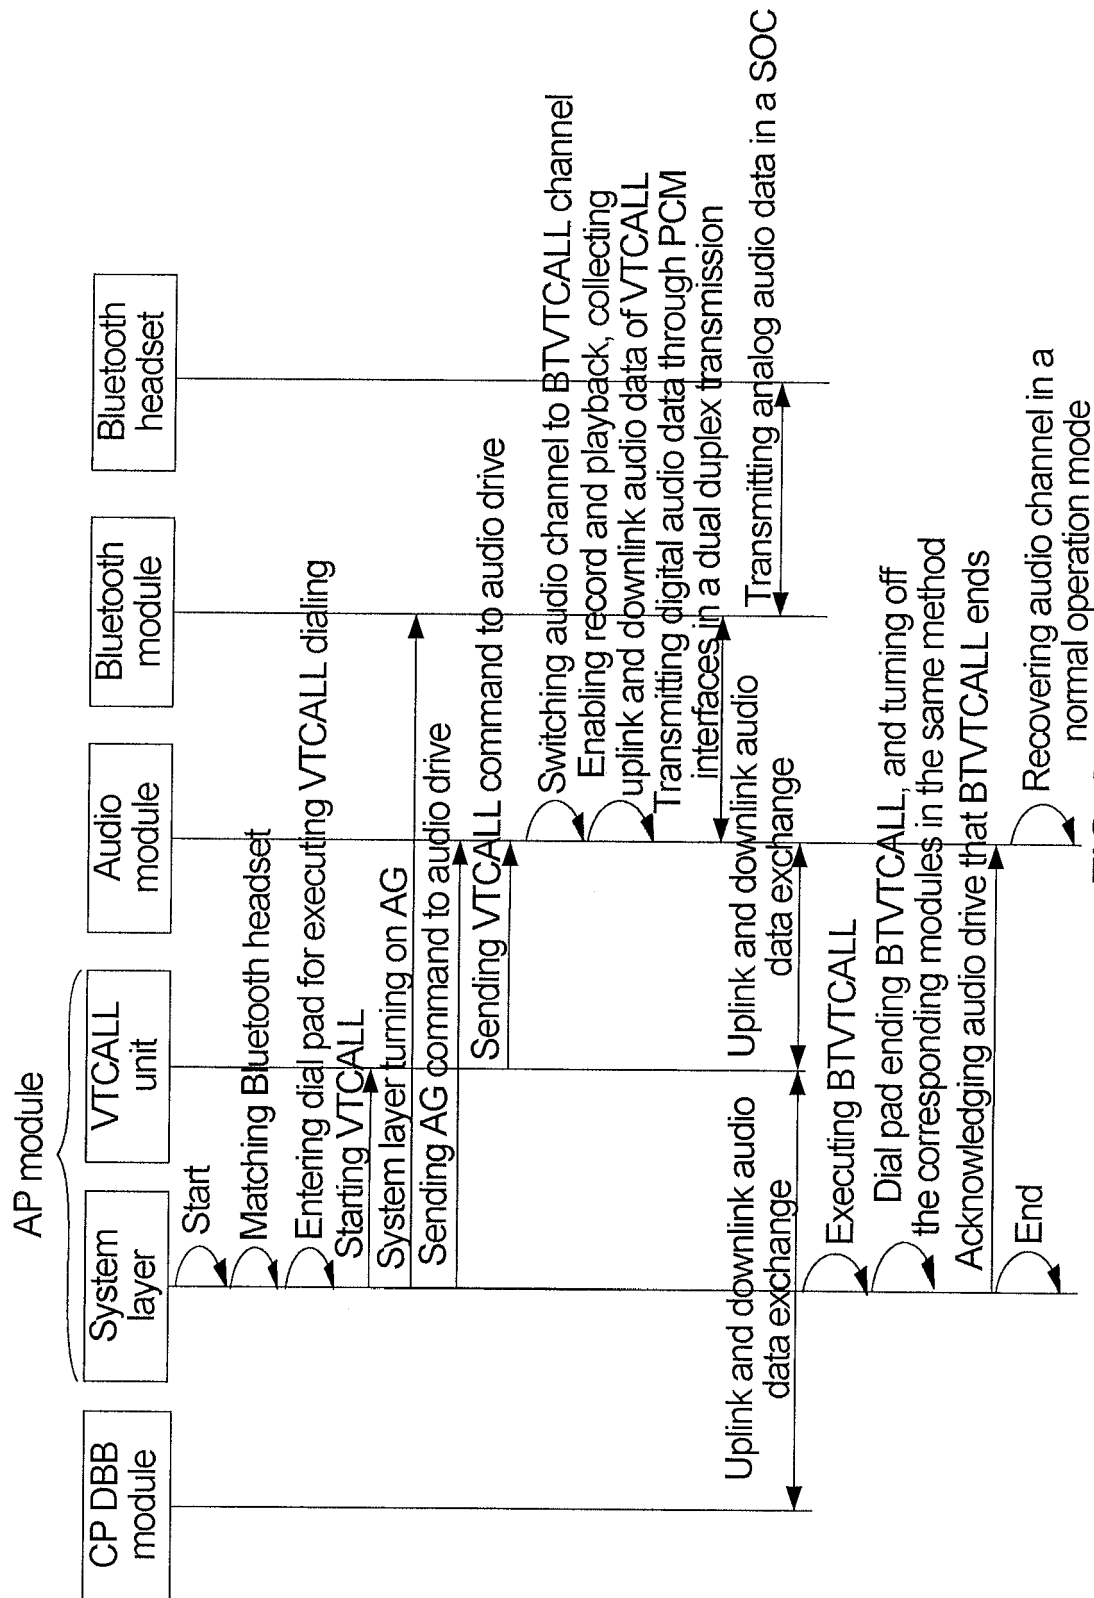 AP module
CP DBB
module
System
layer
VTCALL
unit
Audio
module
Bluetooth
module
Bluetooth
headset
Start
Matching Bluetooth headset
Entering dial pad for executing VTCALL dialing
Starting VTCALL
System layer turning on AG
Sending AG command to audio drive
Sending VTCALL command to audio drive
Switching audio channel to BTVTCALL channel
Enabling record and playback, collecting
uplink and downlink audio data of VTCALL
Transmitting digital audio data through PCM
interfaces in a dual duplex transmission
Transmitting analog audio data in a SOC
Uplink and downlink audio
data exchange
Uplink and downlink audio
data exchange
Executing BTVTCALL
Dial pad ending BTVTCALL, and turning off
the corresponding modules in the same method
Acknowledging audio drive that BTVTCALL ends
End
Recovering audio channel in a
normal operation mode